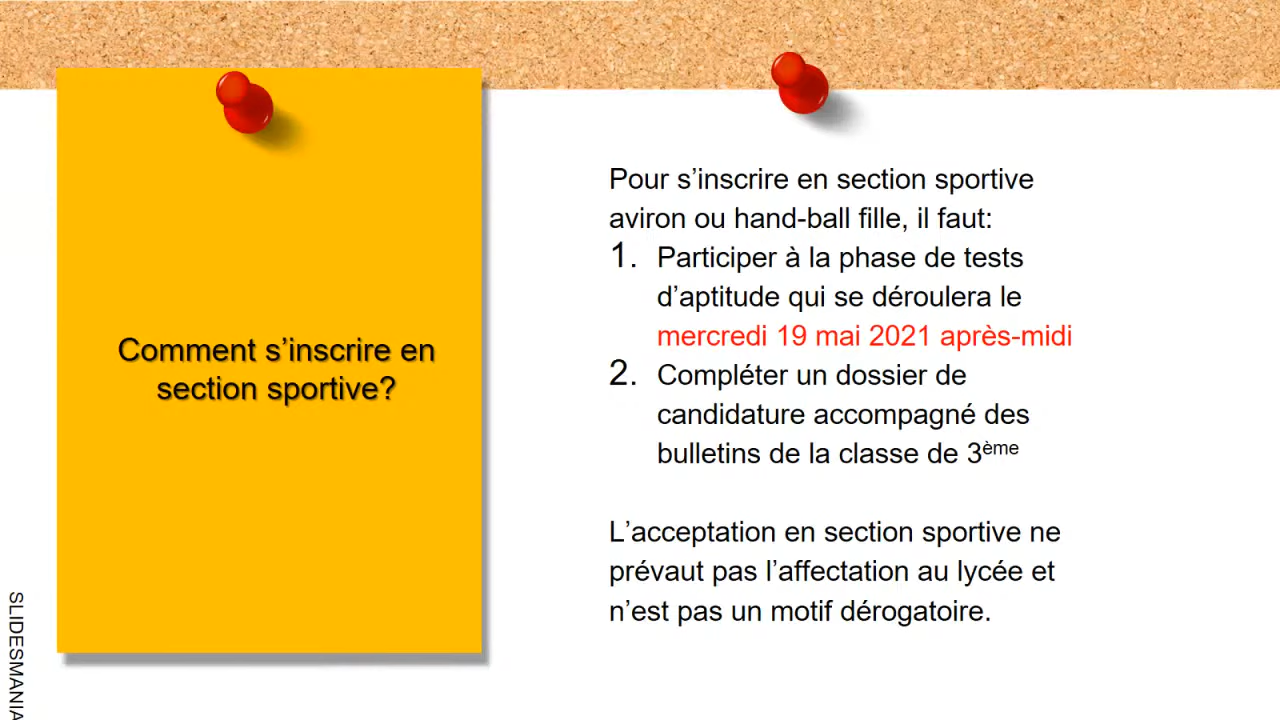 Comment s’inscrire en
section sportive?
Pour s’inscrire en section sportive
aviron ou hand-ball fille, il faut:
1. Participer à la phase de tests
d’aptitude qui se déroulera le
mercredi 19 mai 2021 après-midi
2. Compléter un dossier de
candidature accompagné des
bulletins de la classe de 3ème
L’acceptation en section sportive ne
prévaut pas l’affectation au lycée et
n’est pas un motif dérogatoire.
SLIDESMANIA